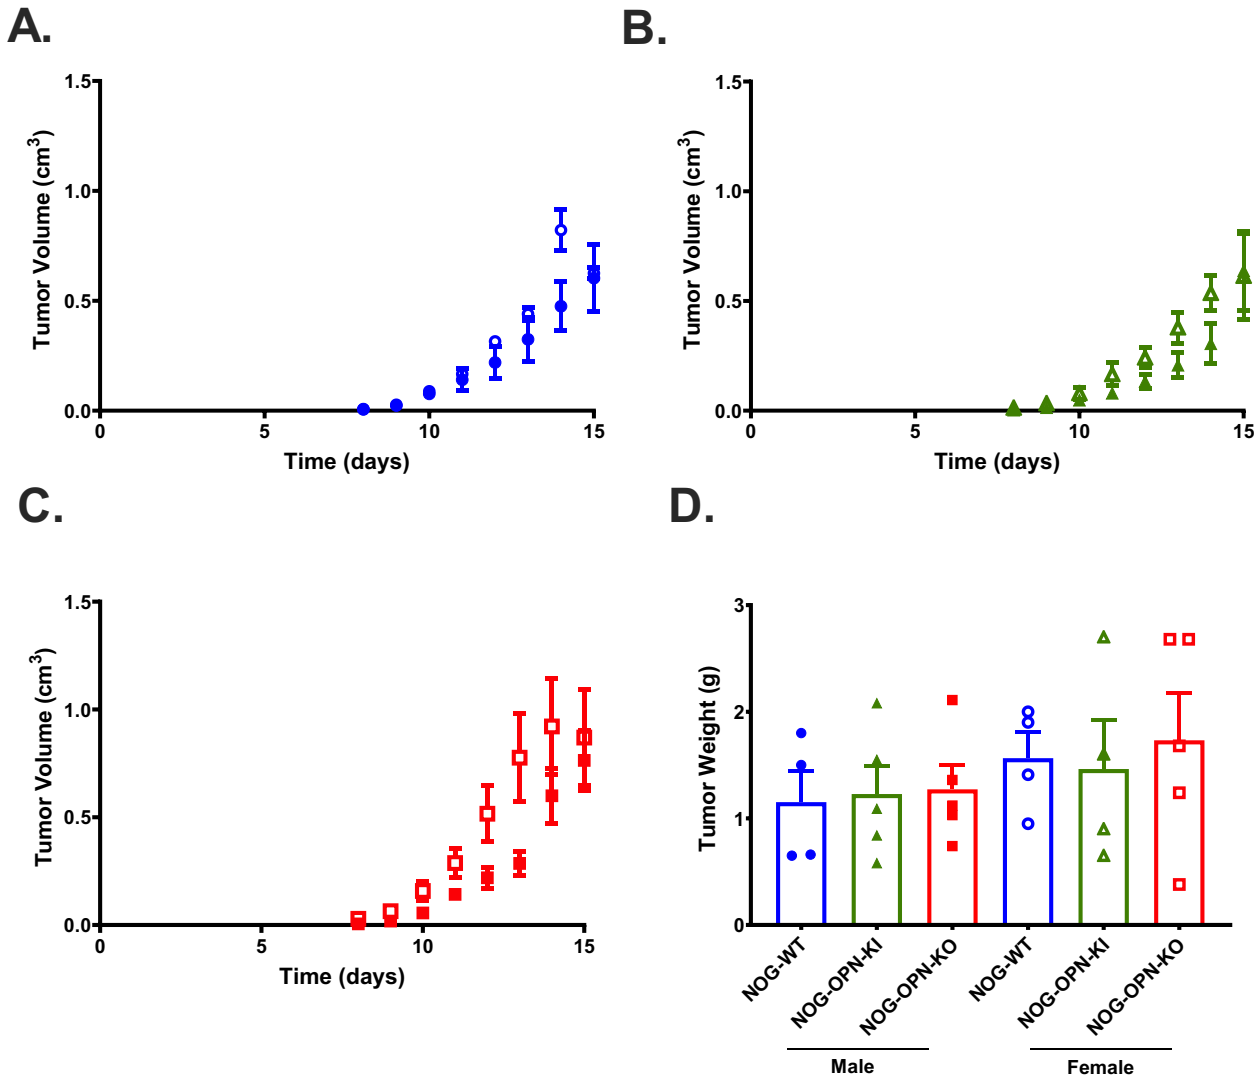 A.
1.5
1.0
0.5
0.0
Tumor Volume (cm³)
0
5
10
15
Time (days)
B.
1.5
1.0
0.5
0.0
Tumor Volume (cm³)
0
5
10
15
Time (days)
C.
1.5
1.0
0.5
0.0
Tumor Volume (cm³)
0
5
10
15
Time (days)
D.
3
2
1
0
Tumor Weight (g)
NOG-WT
NOG-OPN-KI
NOG-OPN-KO
NOG-WT
NOG-OPN-KI
NOG-OPN-KO
Male
Female